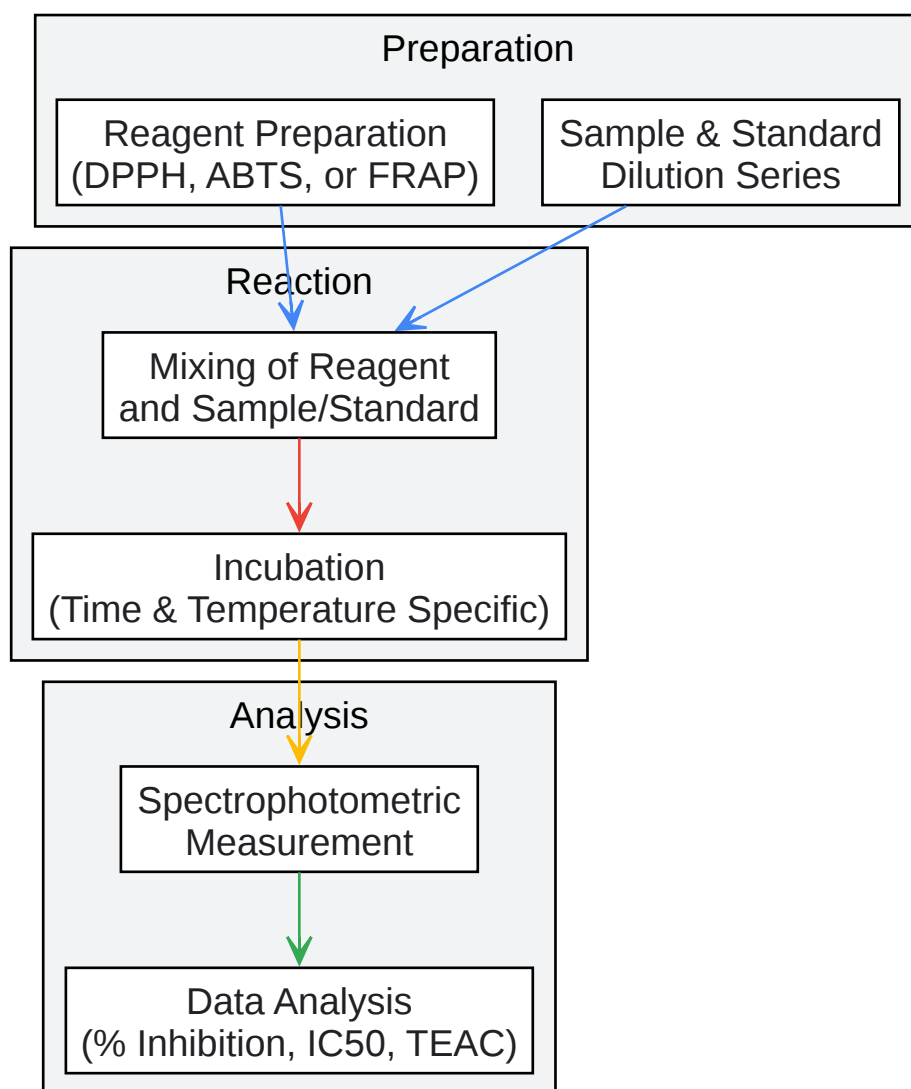 Preparation
Reagent Preparation
(DPPH, ABTS, or FRAP)
Sample & Standard
Dilution Series
Reaction
Mixing of Reagent
and Sample/Standard
Incubation
(Time & Temperature Specific)
Analysis
Spectrophotometric
Measurement
Data Analysis
(% Inhibition, IC50, TEAC)